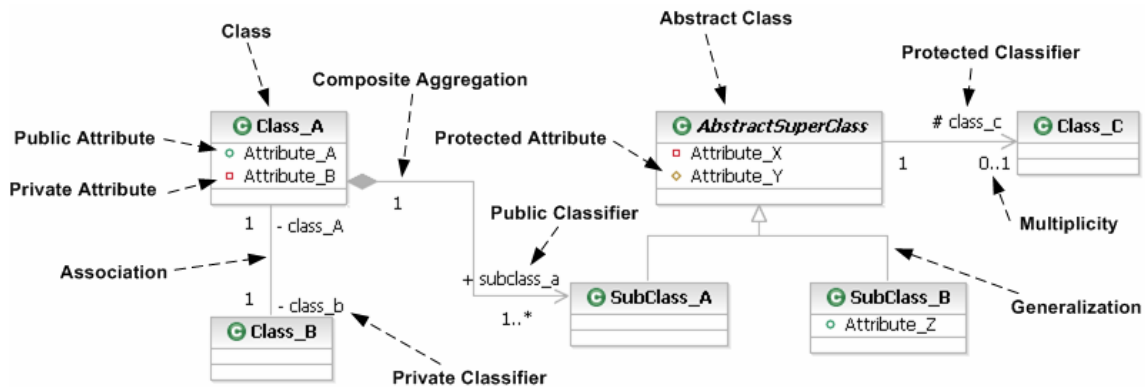 Abstract Class
Class
Protected Classifier
Composite Aggregation
C Class_A
C AbstractSuperClass
# class_c
C Class_C
Public Attribute
Attribute_A
Protected Attribute
Attribute_X
1
0..1
Private Attribute
Attribute_B
Attribute_Y
1
Public Classifier
Multiplicity
1
- class_A
Association
+ subclass_a
1
- class_b
1..*
C SubClass_A
C SubClass_B
Generalization
C Class_B
Attribute_Z
Private Classifier